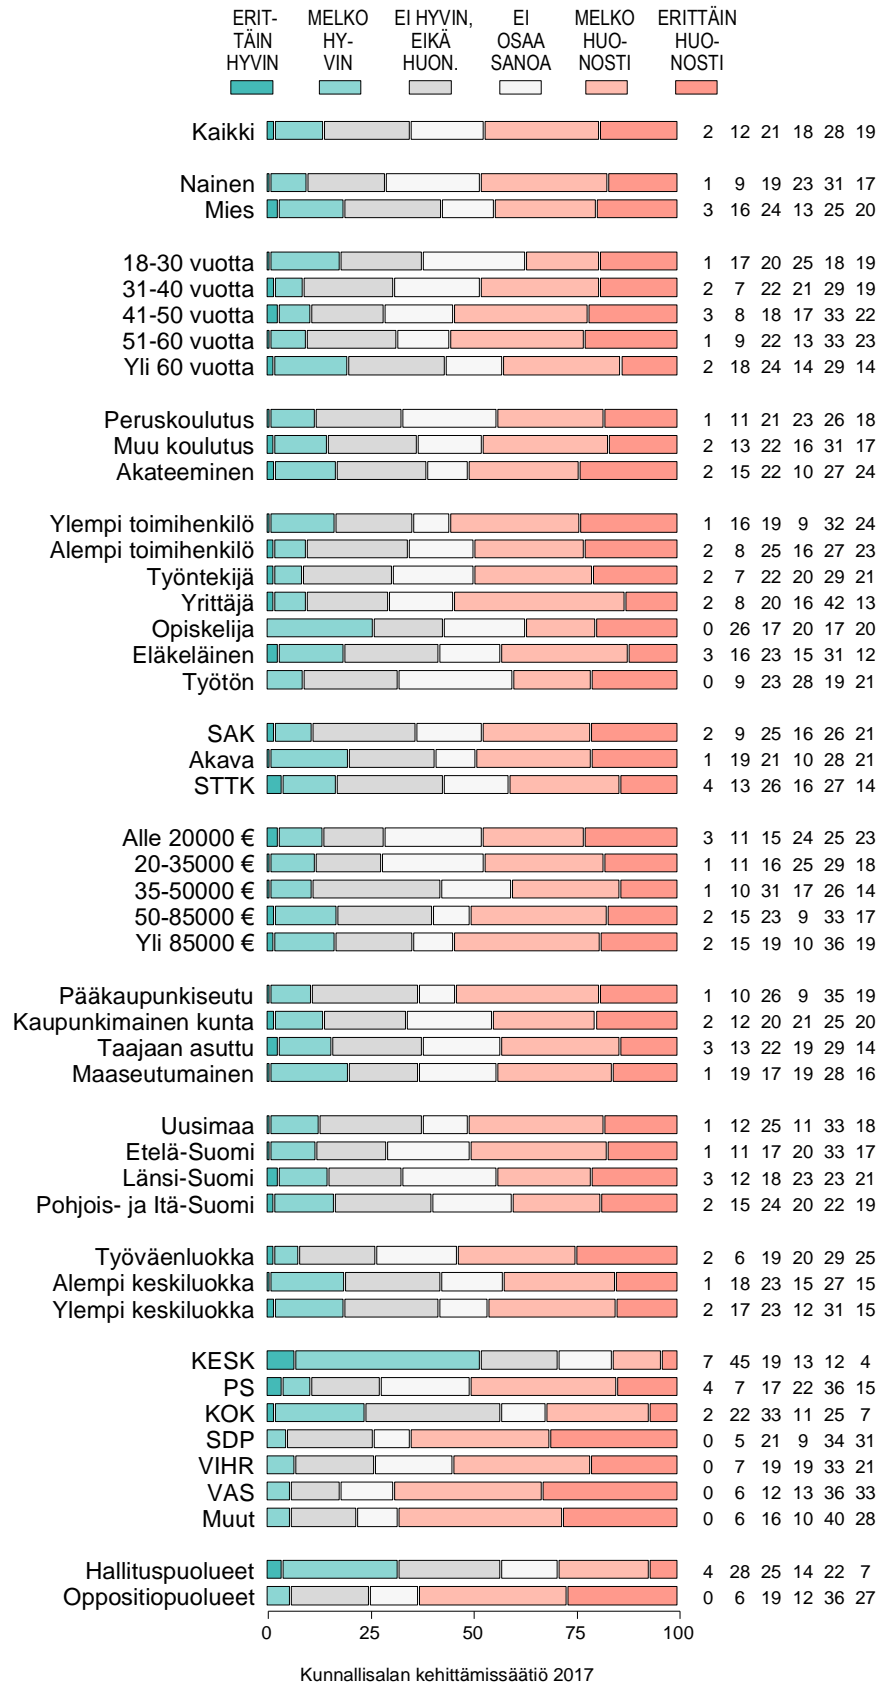 ERIT- MELKO EI HYVIN, EI MELKO ERITTÄIN
TÄIN HY- EIKÄ OSAA HUO- HUO-
HYVIN VIN HUON. SANOA NOSTI NOSTI
Kaikki 2 12 21 18 28 19
Nainen 1 9 19 23 31 17
Mies 3 16 24 13 25 20
18-30 vuotta 1 17 20 25 18 19
31-40 vuotta 2 7 22 21 29 19
41-50 vuotta 3 8 18 17 33 22
51-60 vuotta 1 9 22 13 33 23
Yli 60 vuotta 2 18 24 14 29 14
Peruskoulutus 1 11 21 23 26 18
Muu koulutus 2 13 22 16 31 17
Akateeminen 2 15 22 10 27 24
Ylempi toimihenkilö 1 16 19 9 32 24
Alempi toimihenkilö 2 8 25 16 27 23
Työntekijä 2 7 22 20 29 21
Yrittäjä 2 8 20 16 42 13
Opiskelija 0 26 17 20 17 20
Eläkeläinen 3 16 23 15 31 12
Työtön 0 9 23 28 19 21
SAK 2 9 25 16 26 21
Akava 1 19 21 10 28 21
STTK 4 13 26 16 27 14
Alle 20000 € 3 11 15 24 25 23
20-35000 € 1 11 16 25 29 18
35-50000 € 1 10 31 17 26 14
50-85000 € 2 15 23 9 33 17
Yli 85000 € 2 15 19 10 36 19
Pääkaupunkiseutu 1 10 26 9 35 19
Kaupunkimainen kunta 2 12 20 21 25 20
Taajaan asuttu 3 13 22 19 29 14
Maaseutumainen 1 19 17 19 28 16
Uusimaa 1 12 25 11 33 18
Etelä-Suomi 1 11 17 20 33 17
Länsi-Suomi 3 12 18 23 23 21
Pohjois- ja Itä-Suomi 2 15 24 20 22 19
Työväenluokka 2 6 19 20 29 25
Alempi keskiluokka 1 18 23 15 27 15
Ylempi keskiluokka 2 17 23 12 31 15
KESK 7 45 19 13 12 4
PS 4 7 17 22 36 15
KOK 2 22 33 11 25 7
SDP 0 5 21 9 34 31
VIHR 0 7 19 19 33 21
VAS 0 6 12 13 36 33
Muut 0 6 16 10 40 28
Hallituspuolueet 4 28 25 14 22 7
Oppositiopuolueet 0 6 19 12 36 27
0 25 50 75 100
Kunnallisalan kehittämissäätiö 2017